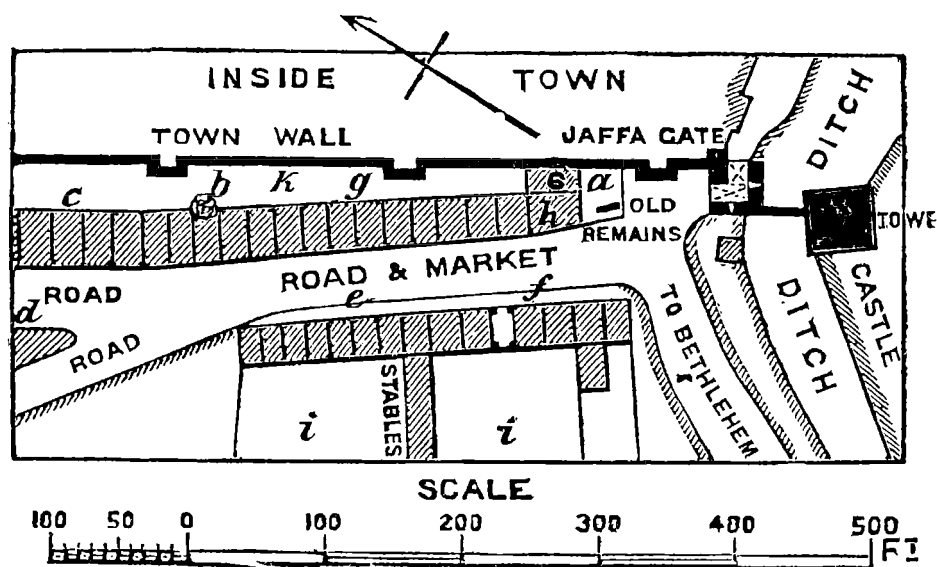 INSIDE TOWN
TOWN WALL JAFFA GATE
DITCH
c b k g 6 a
h OLD REMAINS
TOWE
ROAD & MARKET
ROAD
d
e f
ROAD
TO BETHLEHEM
DITCH
CASTLE
STABLES
i i
SCALE
100 50 0 100 200 300 400 500 FT